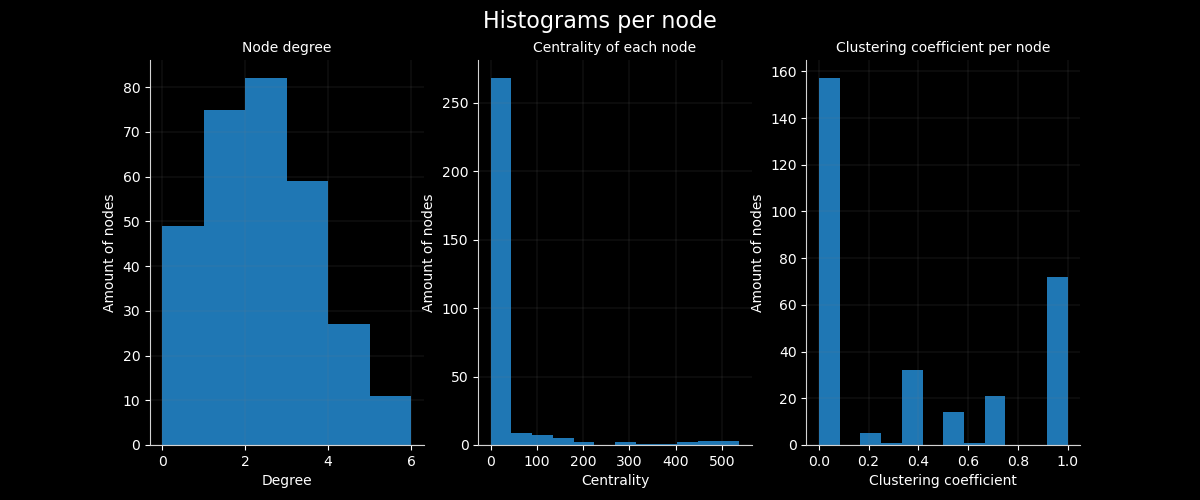 Histograms per node
Node degree
80
70
60
50
40
30
20
10
0
Amount of nodes
0 2 4 6
Degree
Centrality of each node
250
200
150
100
50
0
Amount of nodes
0 100 200 300 400 500
Centrality
Clustering coefficient per node
160
140
120
100
80
60
40
20
0
Amount of nodes
0.0 0.2 0.4 0.6 0.8 1.0
Clustering coefficient